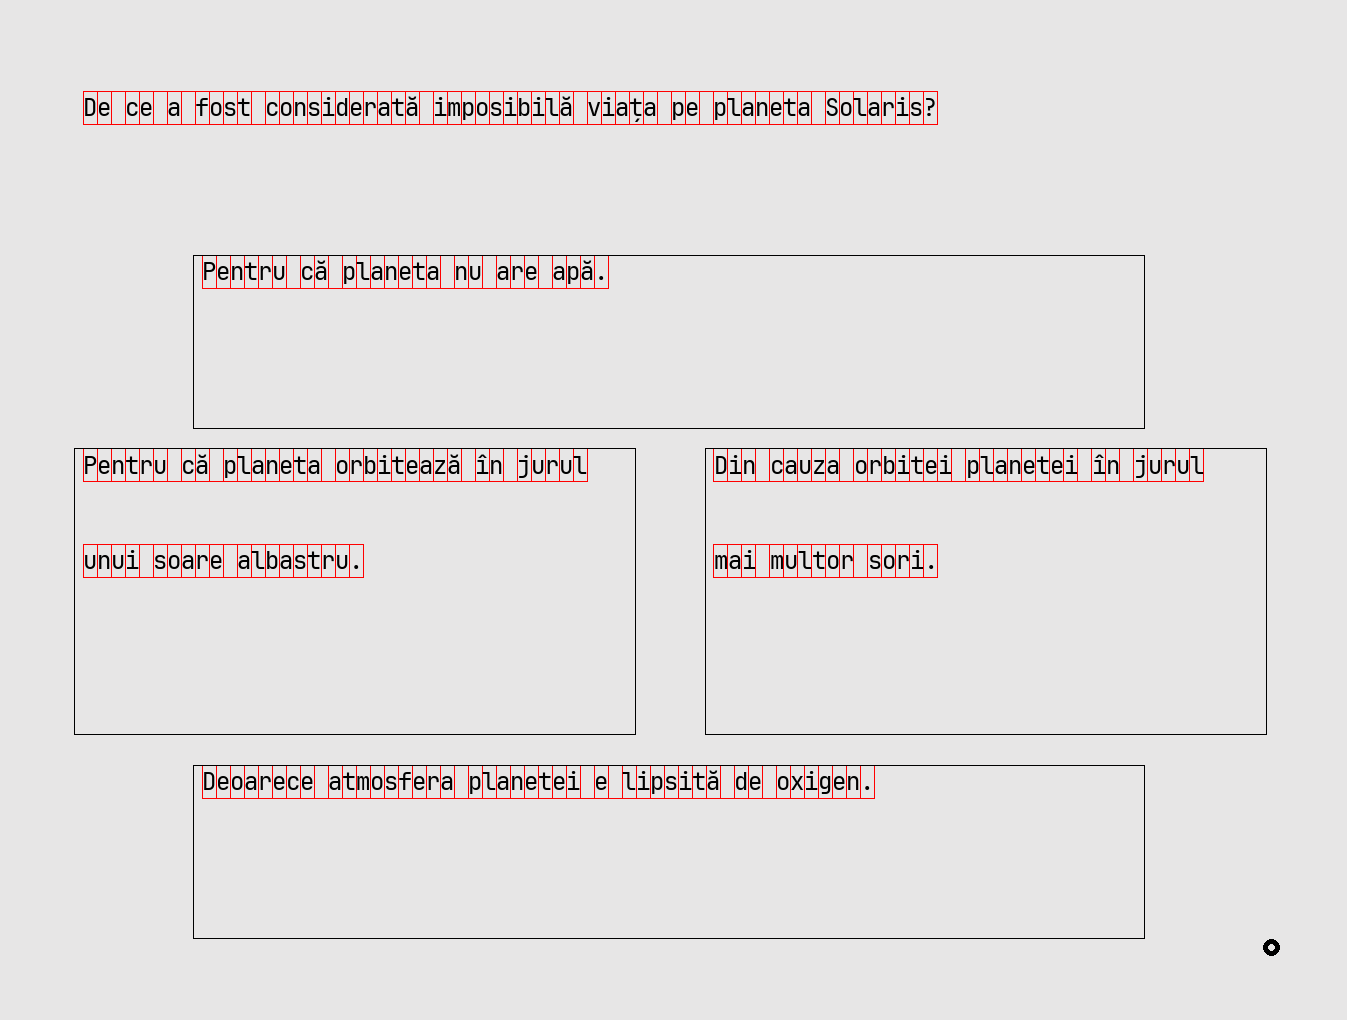 De ce a fost considerată imposibilă viața pe planeta Solaris?
Pentru că planeta nu are apă.
Pentru că planeta orbitează în jurul
unui soare albastru.
Din cauza orbitei planetei în jurul
mai multor sori.
Deoarece atmosfera planetei e lipsită de oxigen.